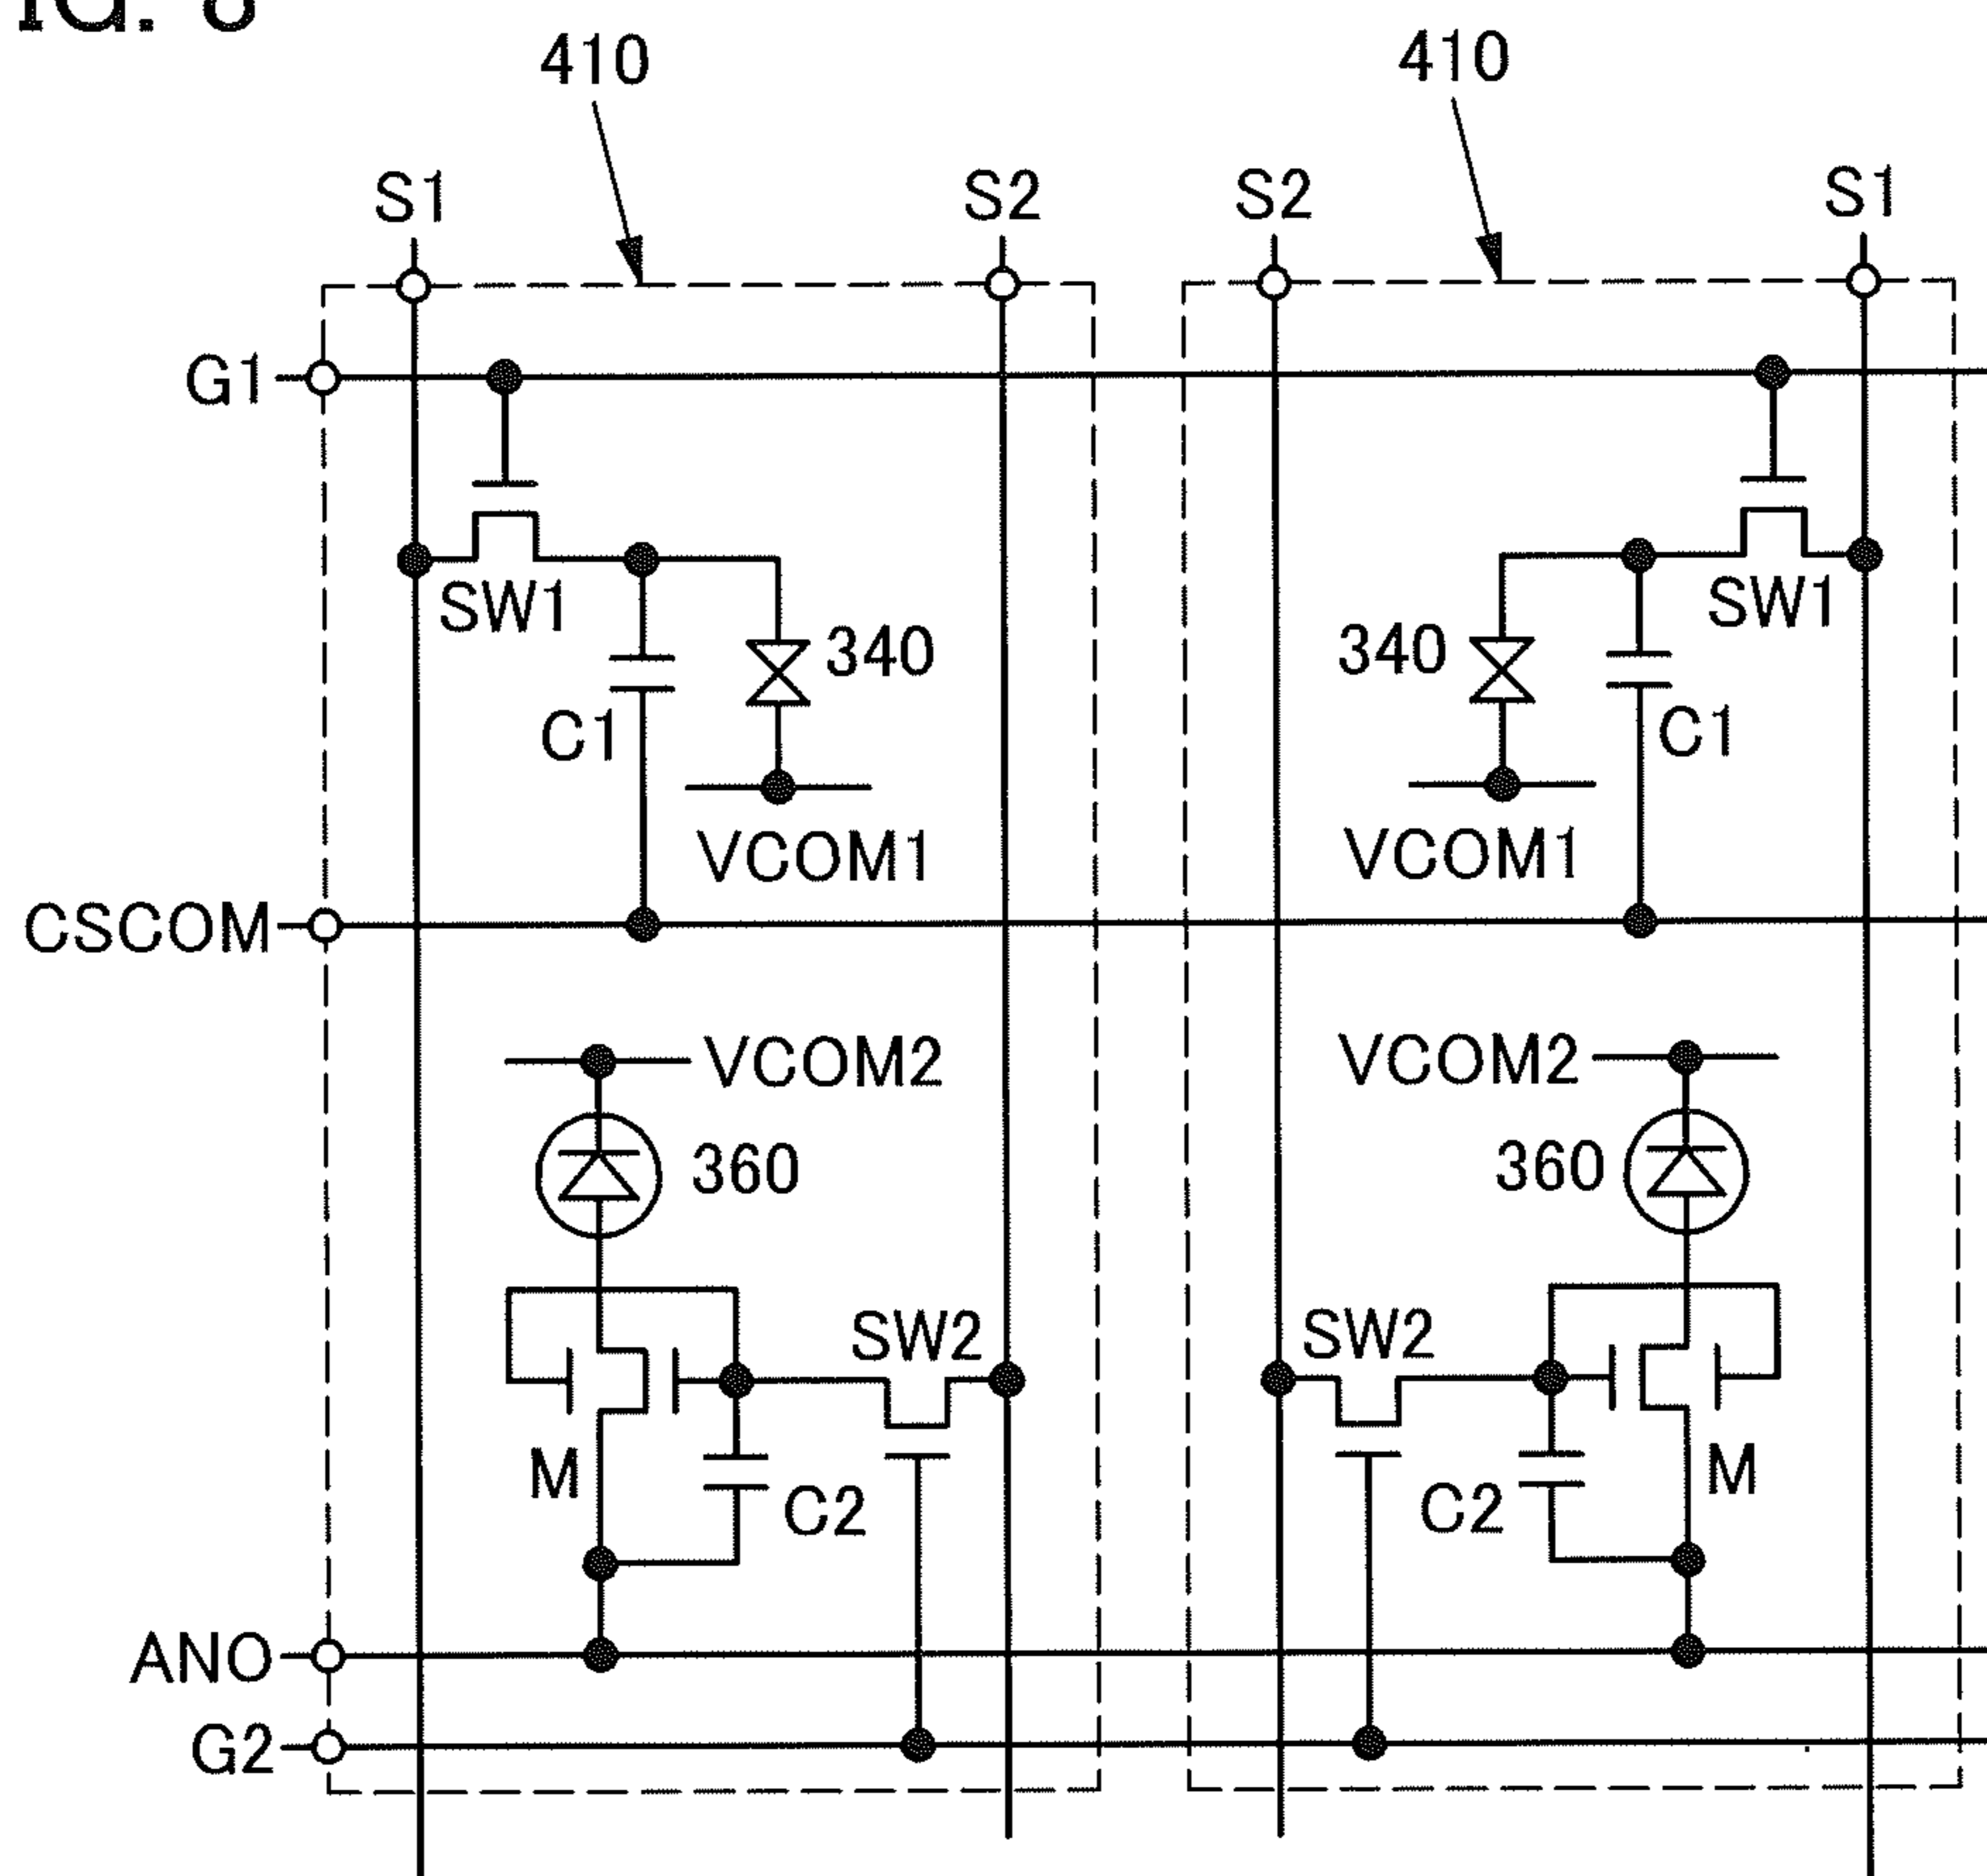 IG. 8
410 410
S1 S2 S2 S1
G1
SW1 SW1
340 340
C1 C1
VCOM1 VCOM1
CSCOM
VCOM2 VCOM2
360 360
SW2 SW2
M M
C2 C2
ANO
G2